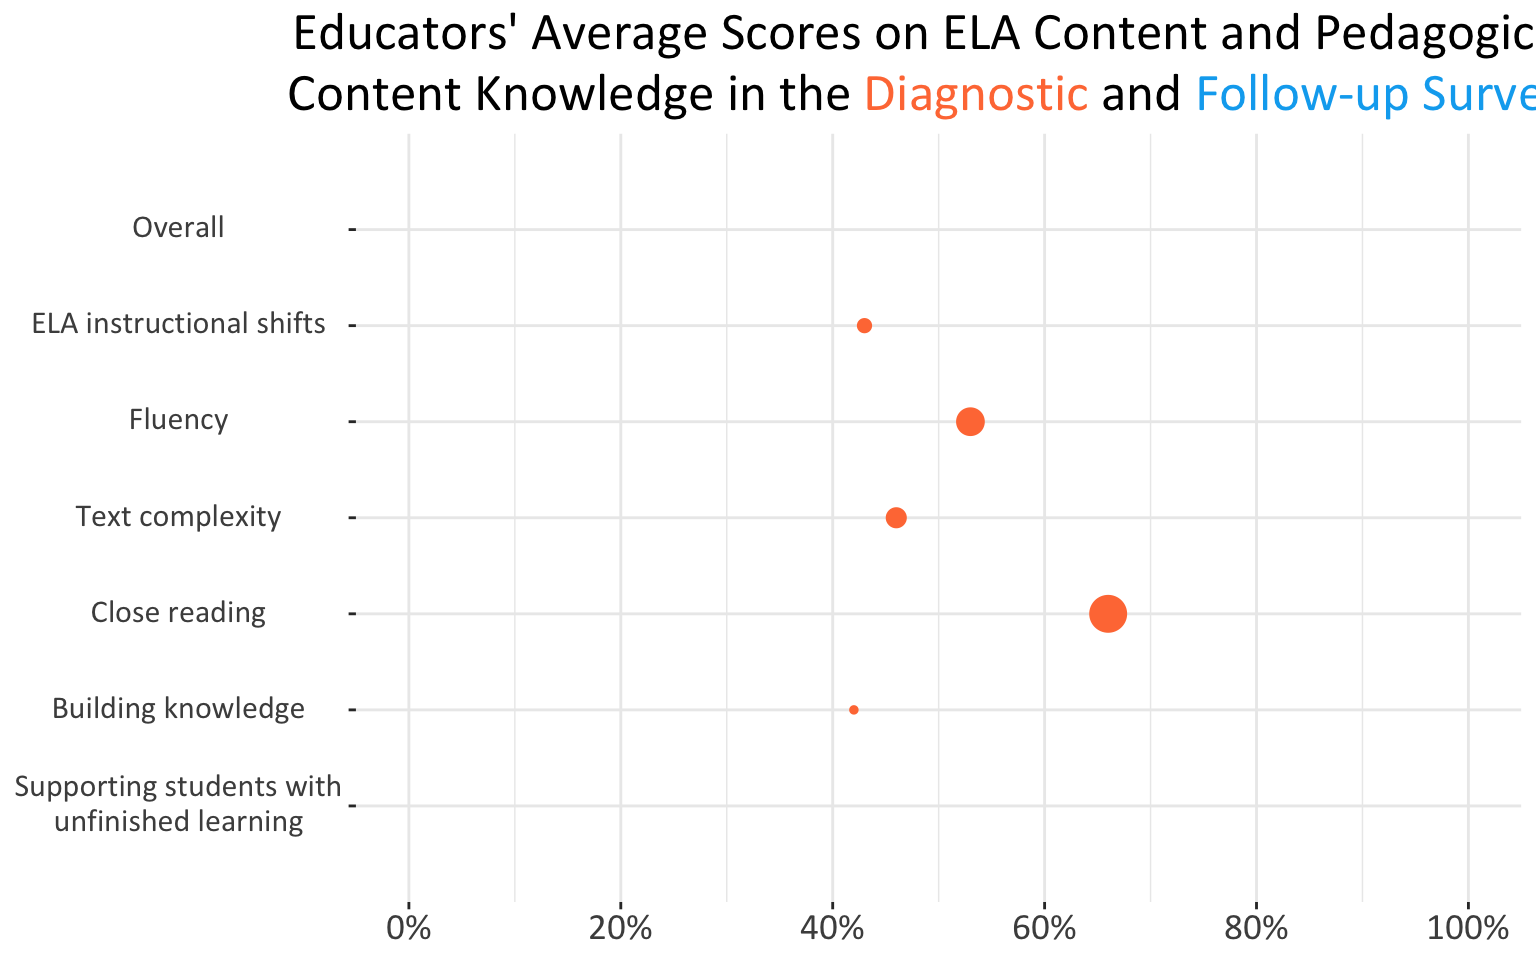 Educators' Average Scores on ELA Content and Pedagogic
Content Knowledge in the Diagnostic and Follow-up Surve
Overall
ELA instructional shifts
Fluency
Text complexity
Close reading
Building knowledge
Supporting students with
unfinished learning
0% 20% 40% 60% 80% 100%